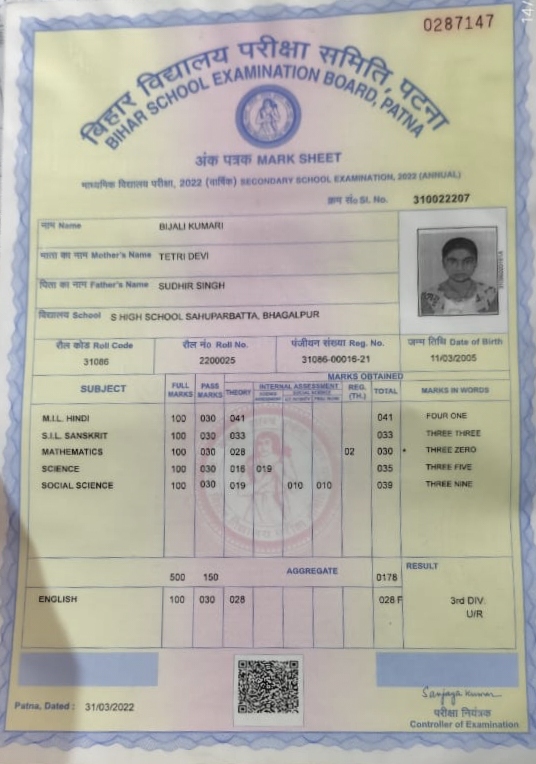 0287147
बिहार विद्यालय परीक्षा समिति, पटना
BIHAR SCHOOL EXAMINATION BOARD, PATNA
अंक पत्रक MARK SHEET
माध्यमिक विद्यालय परीक्षा, 2022 (वार्षिक) SECONDARY SCHOOL EXAMINATION, 2022 (ANNUAL)
क्रम सं० Sl. No. 310022207
नाम Name BIJALI KUMARI
माता का नाम Mother's Name TETRI DEVI
पिता का नाम Father's Name SUDHIR SINGH
विद्यालय School S HIGH SCHOOL SAHUPARBATTA, BHAGALPUR
रौल कोड Roll Code रौल नं० Roll No. पंजीयन संख्या Reg. No. जन्म तिथि Date of Birth
31086 2200025 31086-00016-21 11/03/2005
MARKS OBTAINED
SUBJECT FULL MARKS PASS MARKS THEORY INTERNAL ASSESSMENT SOCIAL SCIENCE REG. (TH.) TOTAL MARKS IN WORDS
M.I.L. HINDI 100 030 041 041 FOUR ONE
S.I.L. SANSKRIT 100 030 033 033 THREE THREE
MATHEMATICS 100 030 028 02 030 * THREE ZERO
SCIENCE 100 030 016 019 035 THREE FIVE
SOCIAL SCIENCE 100 030 019 010 010 039 THREE NINE
500 150 AGGREGATE 0178 RESULT
ENGLISH 100 030 028 028 F 3rd DIV.
U/R
Patna, Dated : 31/03/2022
Sanjay Kumar
परीक्षा नियंत्रक
Controller of Examination